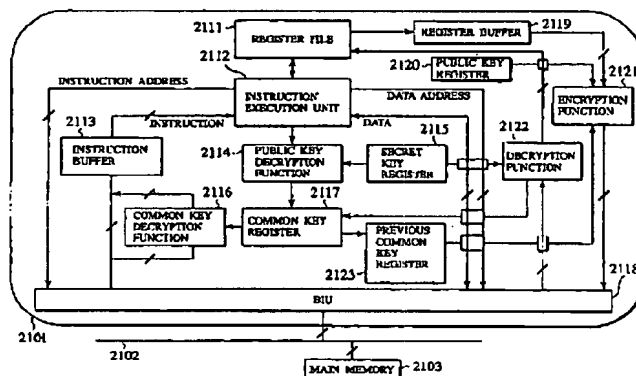 2111
REGISTER FILE
2119
REGISTER BUFFER
2112
2120
PUBLIC KEY
REGISTER
2121
INSTRUCTION ADDRESS
INSTRUCTION
EXECUTION UNIT
DATA ADDRESS
ENCRYPTION
FUNCTION
2113
INSTRUCTION
DATA
2115
2122
INSTRUCTION
BUFFER
2114
PUBLIC KEY
DECRYPTION
FUNCTION
SECRET KEY
REGISTER
DECRYPTION
FUNCTION
2116
2117
COMMON KEY
DECRYPTION
FUNCTION
COMMON KEY
REGISTER
PREVIOUS
COMMON KEY
REGISTER
2123
2118
BIU
2101
2102
MAIN MEMORY
2103